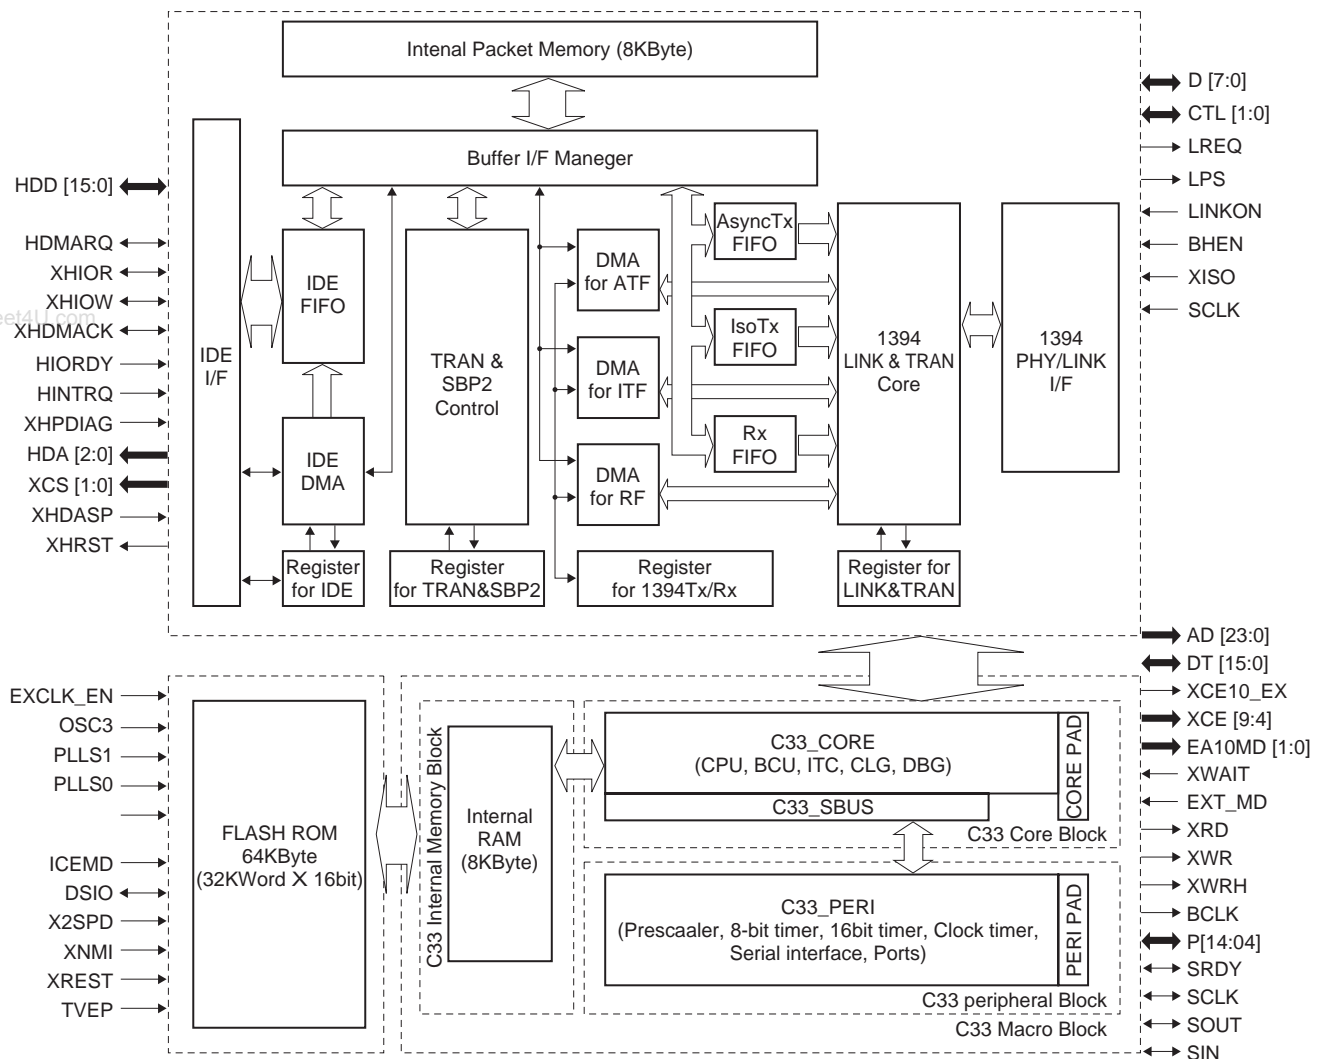 Intenal Packet Memory (8KByte)
Buffer I/F Maneger
HDD [15:0]
HDMARQ
XHIOR
XHIOW
eet4U.com
XHDMACK
HIORDY
HINTRQ
XHPDIAG
HDA [2:0]
XCS [1:0]
XHDASP
XHRST
IDE
I/F
IDE
FIFO
IDE
DMA
Register
for IDE
TRAN &
SBP2
Control
Register
for TRAN&SBP2
DMA
for ATF
DMA
for ITF
DMA
for RF
Register
for 1394Tx/Rx
AsyncTx
FIFO
IsoTx
FIFO
Rx
FIFO
1394
LINK & TRAN
Core
Register for
LINK&TRAN
1394
PHY/LINK
I/F
D [7:0]
CTL [1:0]
LREQ
LPS
LINKON
BHEN
XISO
SCLK
EXCLK_EN
OSC3
PLLS1
PLLS0
ICEMD
DSIO
X2SPD
XNMI
XREST
TVEP
FLASH ROM
64KByte
(32KWord X 16bit)
C33 Internal Memory Block
Internal
RAM
(8KByte)
C33_CORE
(CPU, BCU, ITC, CLG, DBG)
CORE PAD
C33_SBUS
C33 Core Block
C33_PERI
(Prescaaler, 8-bit timer, 16bit timer, Clock timer,
Serial interface, Ports)
PERI PAD
C33 peripheral Block
C33 Macro Block
AD [23:0]
DT [15:0]
XCE10_EX
XCE [9:4]
EA10MD [1:0]
XWAIT
EXT_MD
XRD
XWR
XWRH
BCLK
P[14:04]
SRDY
SCLK
SOUT
SIN